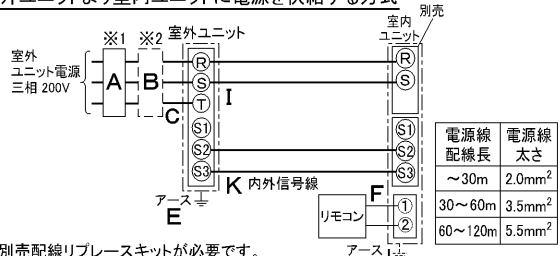 外ユニットより室内ユニットに電源を供給する方式
別売
※1
※2
室外ユニット
室内
ユニット
室外
ユニット電源
三相 200V
A
B
C
R
S
T
I
R
S
S1
S2
S3
S1
S2
S3
K 内外信号線
アース
E
F
リモコン
①
②
アース
電源線
配線長
電源線
太さ
～30m
2.0mm²
30～60m
3.5mm²
60～120m
5.5mm²
別売配線リプレースキットが必要です。